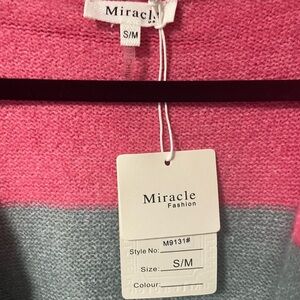 Miracle
S/M
Miracle
Fashion
Style No: M9131#
Size: S/M
Colour: